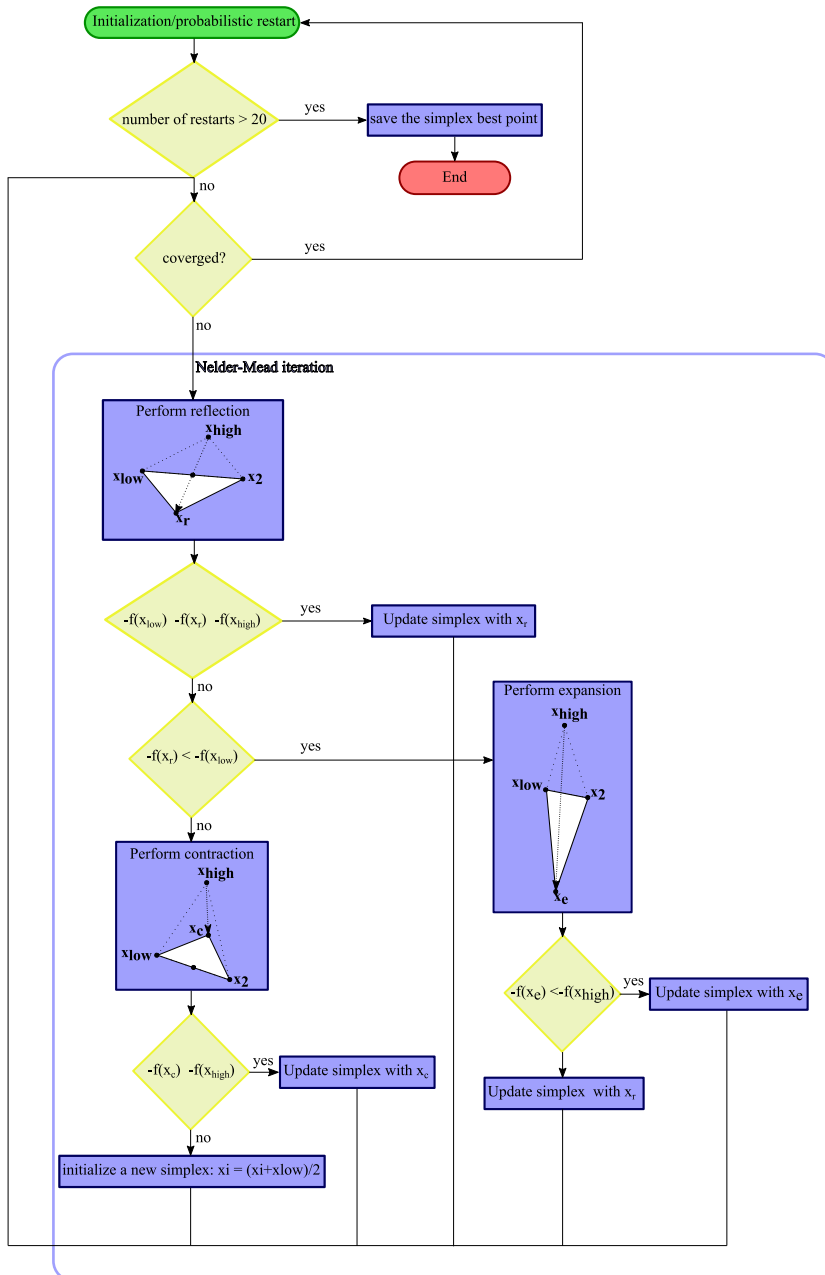 Initialization/probabilistic restart
number of restarts > 20
yes
save the simplex best point
End
no
coverged?
yes
no
Nelder-Mead iteration
Perform reflection
xhigh
xlow
x2
xr
-f(xlow) -f(xr) -f(xhigh)
yes
Update simplex with xr
no
-f(xr) < -f(xlow)
yes
Perform expansion
xhigh
xlow
x2
xe
no
Perform contraction
xhigh
xc
xlow
x2
-f(xe) <-f(xhigh)
yes
Update simplex with xe
-f(xc) -f(xhigh)
yes
Update simplex with xc
Update simplex with xr
no
initialize a new simplex: xi = (xi+xlow)/2